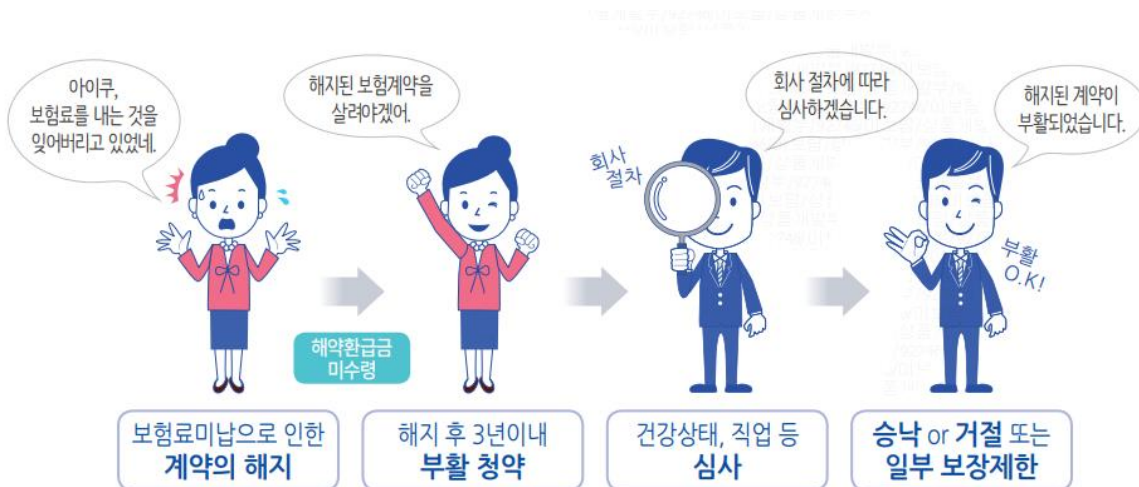 아이쿠,
보험료를 내는 것을
잊어버리고 있었네.
해지된 보험계약을
살려야겠어.
회사 절차에 따라
심사하겠습니다.
해지된 계약이
부활되었습니다.
회사
절차
부활
O.K!
해약환급금
미수령
보험료미납으로 인한
계약의 해지
해지 후 3년이내
부활 청약
건강상태, 직업 등
심사
승낙 or 거절 또는
일부 보장제한